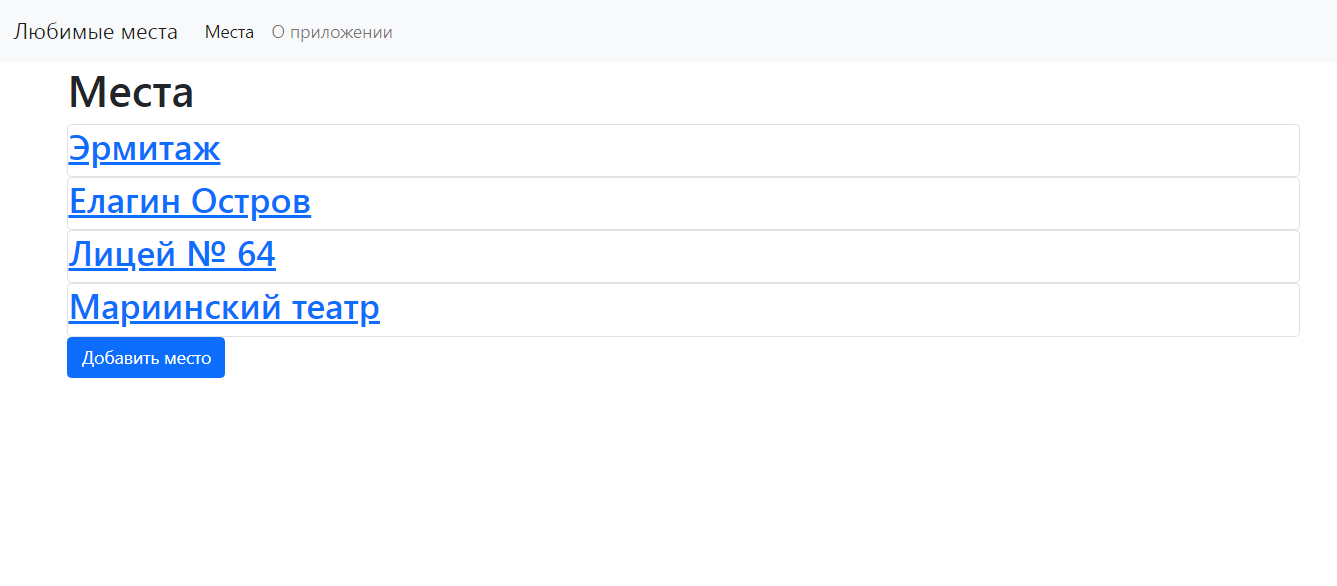 Любимые места Места О приложении
Места
Эрмитаж
Елагин Остров
Лицей № 64
Мариинский театр
Добавить место